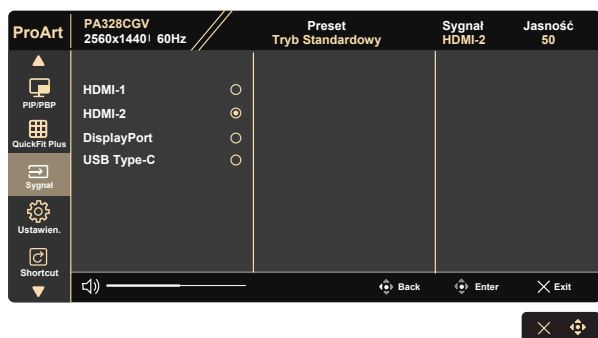 ProArt
PA328CGV
2560x1440 60Hz
Preset
Tryb Standardowy
Sygnał
HDMI-2
Jasność
50
PIP/PBP
QuickFit Plus
Sygnał
Ustawien.
Shortcut
HDMI-1
HDMI-2
DisplayPort
USB Type-C
Back
Enter
Exit